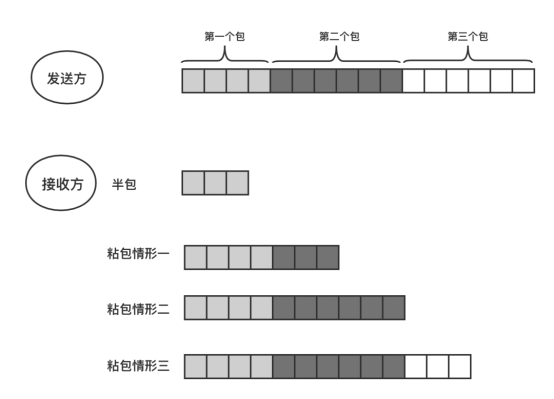 第一个包
第二个包
第三个包
发送方
接收方
半包
粘包情形一
粘包情形二
粘包情形三